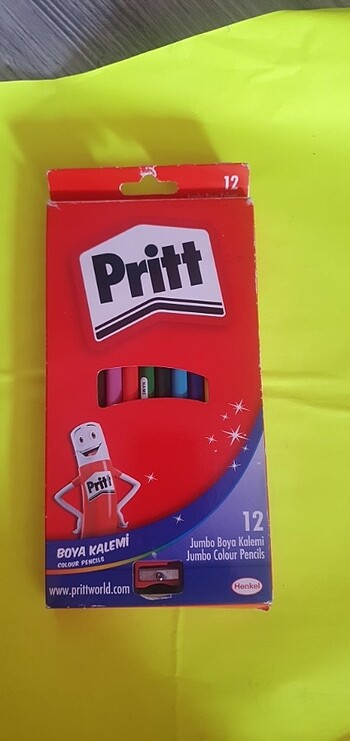 12
Pritt
Pritt
BOYA KALEMİ
COLOUR PENCILS
12
Jumbo Boya Kalemi
Jumbo Colour Pencils
www.prittworld.com
Henkel